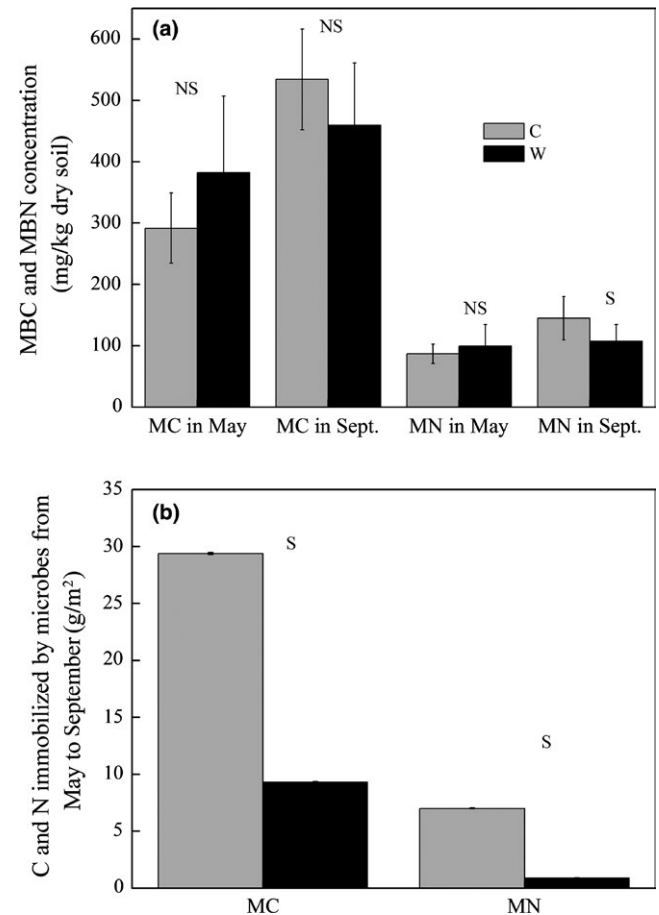 (a)
MBC and MBN concentration
(mg/kg dry soil)
600
500
400
300
200
100
0
NS
NS
NS
S
C
W
MC in May
MC in Sept.
MN in May
MN in Sept.
(b)
C and N immobilized by microbes from
May to September (g/m²)
35
30
25
20
15
10
5
0
S
S
MC
MN